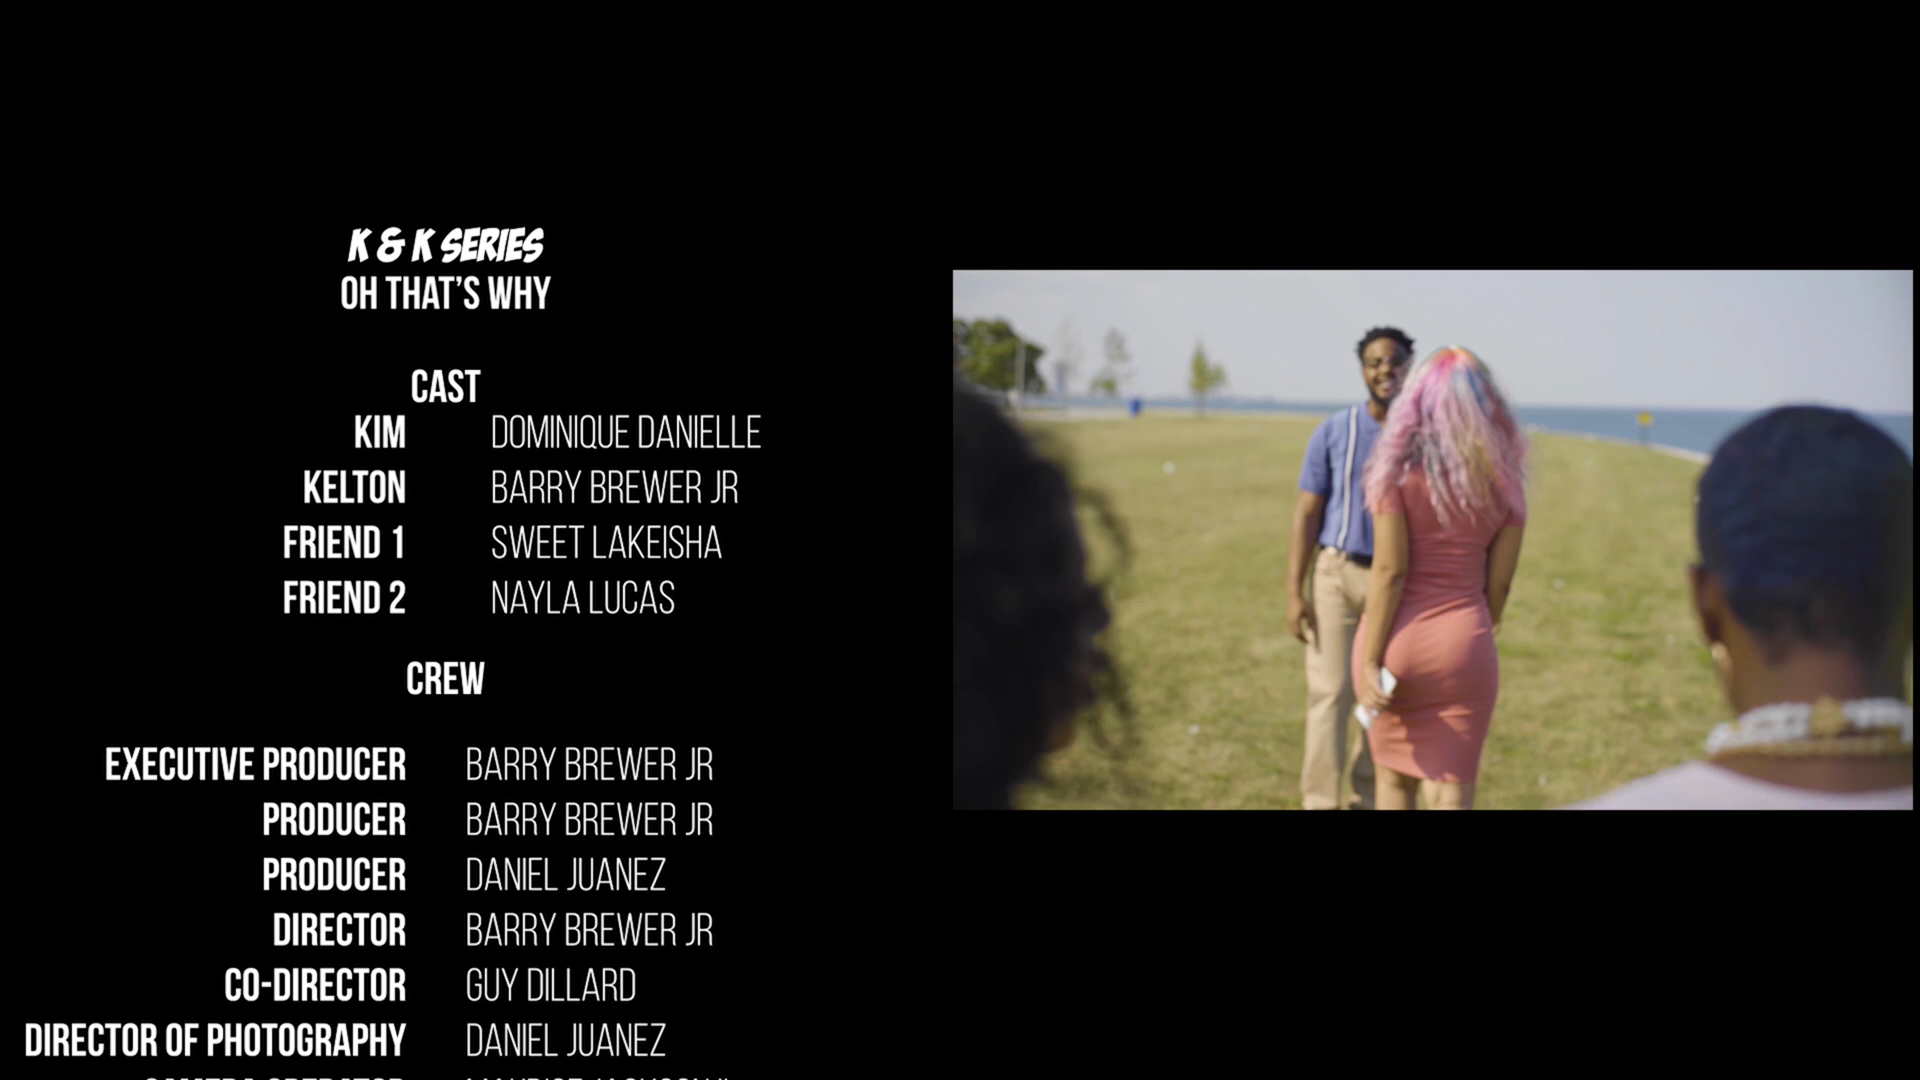 K & K SERIES
OH THAT'S WHY
CAST
KIM DOMINIQUE DANIELLE
KELTON BARRY BREWER JR
FRIEND 1 SWEET LAKEISHA
FRIEND 2 NAYLA LUCAS
CREW
EXECUTIVE PRODUCER BARRY BREWER JR
PRODUCER BARRY BREWER JR
PRODUCER DANIEL JUANEZ
DIRECTOR BARRY BREWER JR
CO-DIRECTOR GUY DILLARD
DIRECTOR OF PHOTOGRAPHY DANIEL JUANEZ